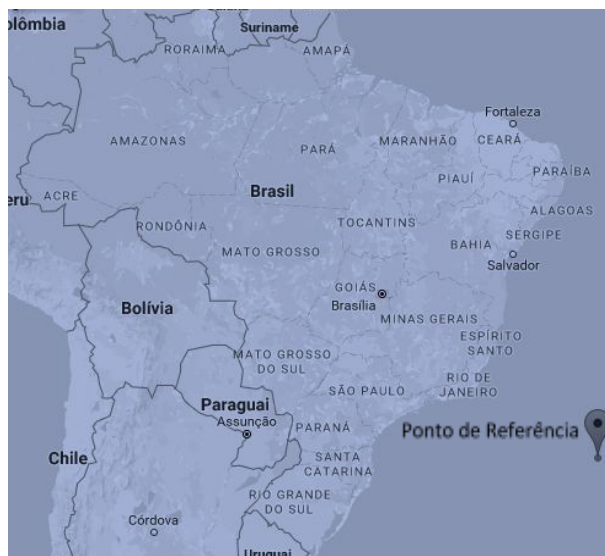 olômbia
Suriname
RORAIMA
AMAPÁ
Fortaleza
AMAZONAS
PARÁ
MARANHÃO
CEARÁ
PIAUÍ
PARAÍBA
eru
ACRE
Brasil
ALAGOAS
RONDÔNIA
TOCANTINS
SERGIPE
MATO GROSSO
BAHIA
Salvador
GOIÁS
Brasília
Bolívia
MINAS GERAIS
ESPÍRITO
SANTO
MATO GROSSO
DO SUL
SÃO PAULO
RIO DE
JANEIRO
Paraguai
Assunção
PARANÁ
Ponto de Referência
Chile
SANTA
CATARINA
RIO GRANDE
DO SUL
Córdova
Uruguai